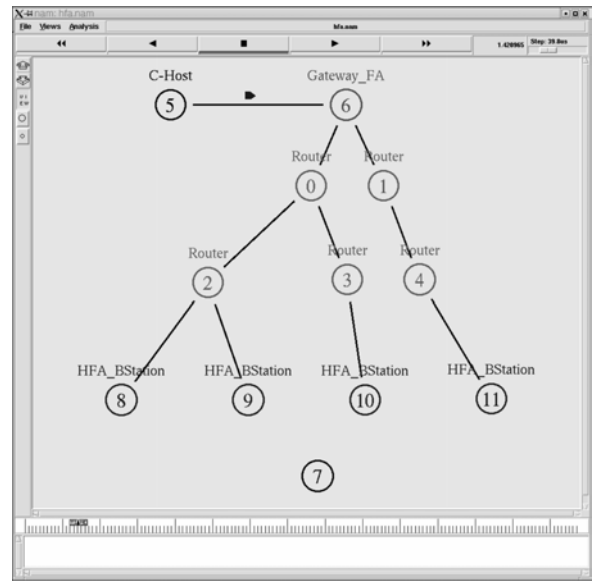 nam: hfa.nam
File Views Analysis
hfa.nam
1.420965 Step: 39.8us
C-Host Gateway_FA
5 6
Router Router
0 1
Router Router Router
2 3 4
HFA_BStation HFA_BStation HFA_BStation HFA_BStation
8 9 10 11
7